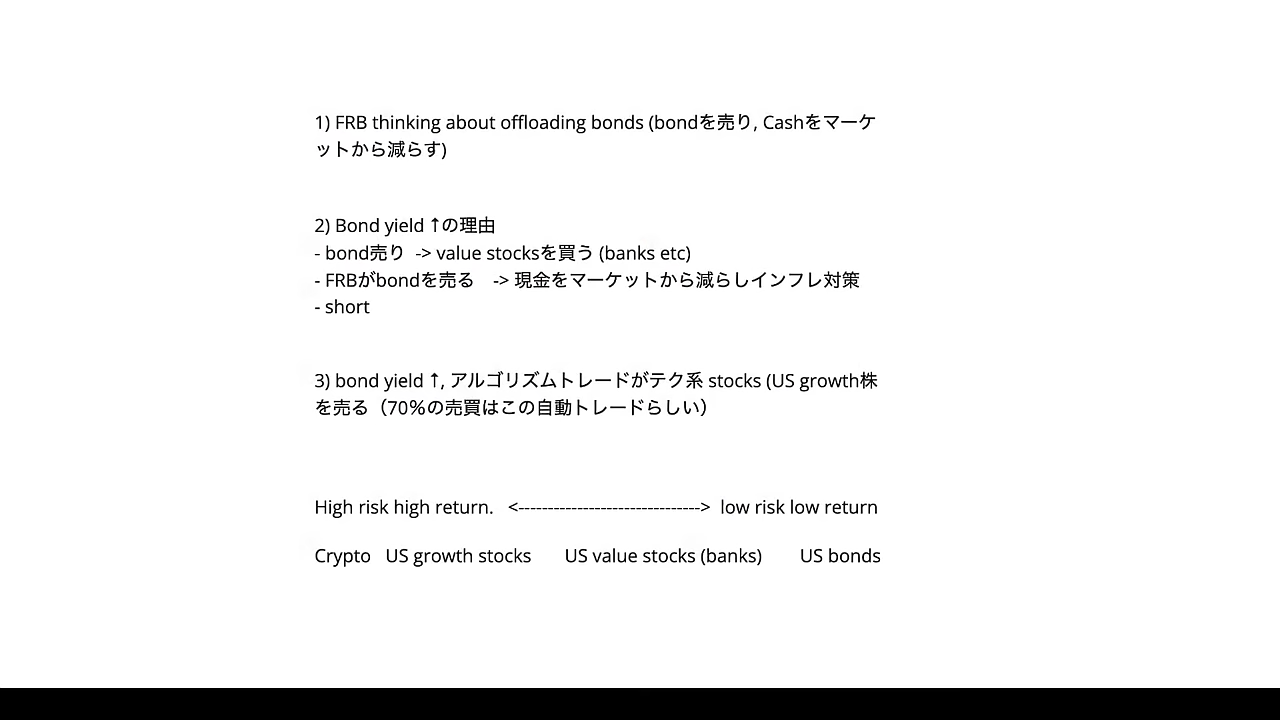 1) FRB thinking about offloading bonds (bondを売り, Cashをマーケ
ットから減らす)
2) Bond yield ↑の理由
- bond売り -> value stocksを買う (banks etc)
- FRBがbondを売る -> 現金をマーケットから減らしインフレ対策
- short
3) bond yield ↑, アルゴリズムトレードがテク系 stocks (US growth株
を売る（70％の売買はこの自動トレードらしい）
High risk high return. <-------------------------------> low risk low return
Crypto US growth stocks US value stocks (banks) US bonds